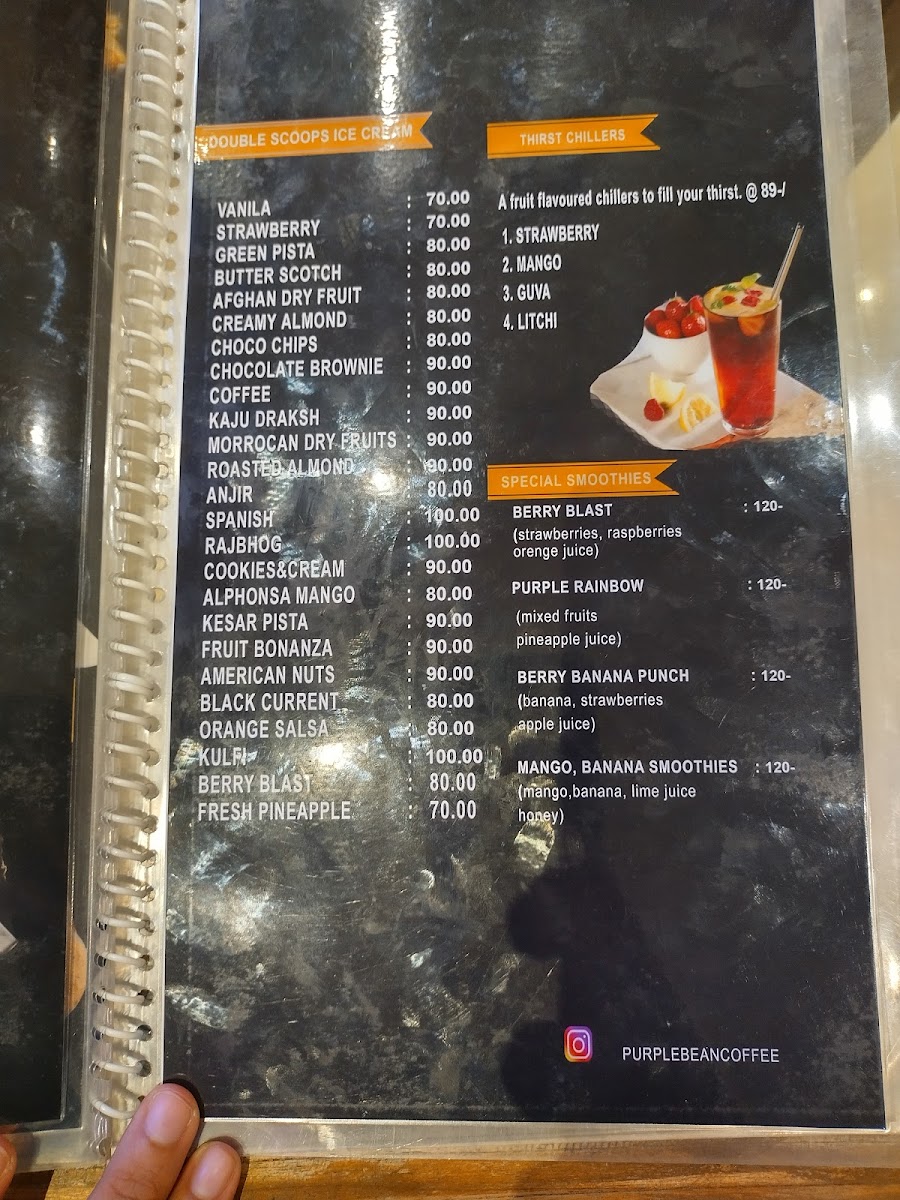 DOUBLE SCOOPS ICE CREAM
VANILA : 70.00
STRAWBERRY : 70.00
GREEN PISTA : 80.00
BUTTER SCOTCH : 80.00
AFGHAN DRY FRUIT : 80.00
CREAMY ALMOND : 80.00
CHOCO CHIPS : 80.00
CHOCOLATE BROWNIE : 90.00
COFFEE : 90.00
KAJU DRAKSH : 90.00
MORROCAN DRY FRUITS : 90.00
ROASTED ALMOND : 90.00
ANJIR 80.00
SPANISH : 100.00
RAJBHOG : 100.00
COOKIES&CREAM : 90.00
ALPHONSA MANGO : 80.00
KESAR PISTA : 90.00
FRUIT BONANZA : 90.00
AMERICAN NUTS : 90.00
BLACK CURRENT : 80.00
ORANGE SALSA : 80.00
KULFI : 100.00
BERRY BLAST : 80.00
FRESH PINEAPPLE : 70.00
THIRST CHILLERS
A fruit flavoured chillers to fill your thirst. @ 89-/
1. STRAWBERRY
2. MANGO
3. GUVA
4. LITCHI
SPECIAL SMOOTHIES
BERRY BLAST : 120-
(strawberries, raspberries
orenge juice)
PURPLE RAINBOW : 120-
(mixed fruits
pineapple juice)
BERRY BANANA PUNCH : 120-
(banana, strawberries
apple juice)
MANGO, BANANA SMOOTHIES : 120-
(mango,banana, lime juice
honey)
PURPLEBEANCOFFEE